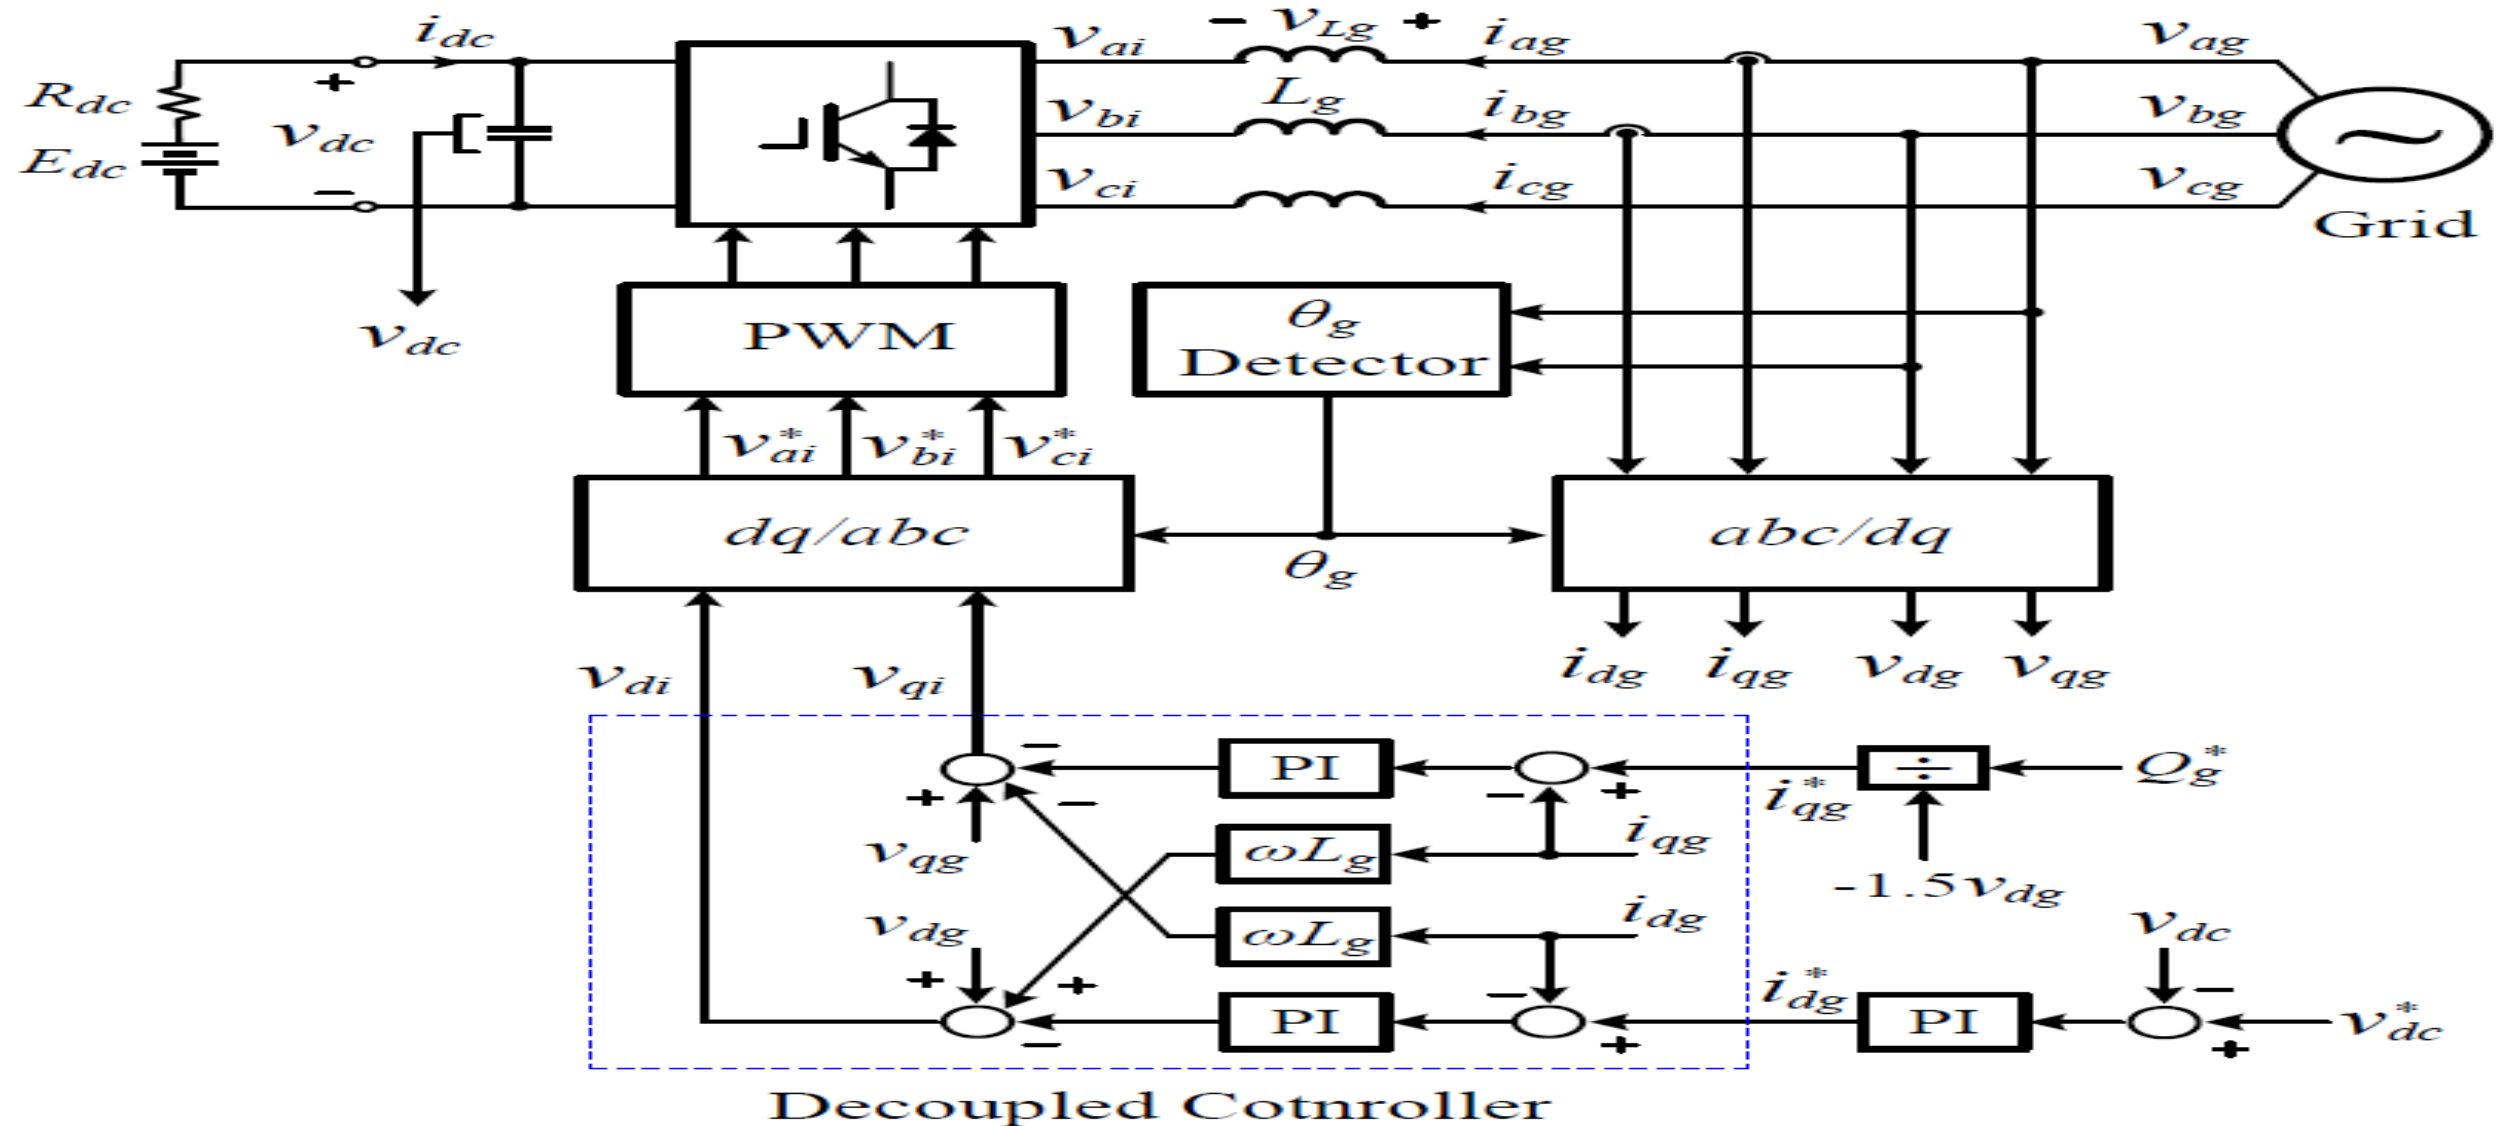 i_dc
v_ai
− v_Lg +
i_ag
v_ag
R_dc
+
v_dc
E_dc
−
v_bi
L_g
i_bg
v_bg
v_ci
i_cg
v_cg
~
Grid
v_dc
PWM
θ_g
Detector
v*_ai v*_bi v*_ci
dq/abc
θ_g
abc/dq
v_di
v_qi
i_dg i_qg v_dg v_qg
−
PI
÷
Q*_g
+
−
−
+
i*_qg
v_qg
ωL_g
i_qg
-1.5v_dg
v_dg
ωL_g
i_dg
v_dc
+
+
−
i*_dg
−
PI
PI
v*_dc
−
+
+
Decoupled Cotnroller